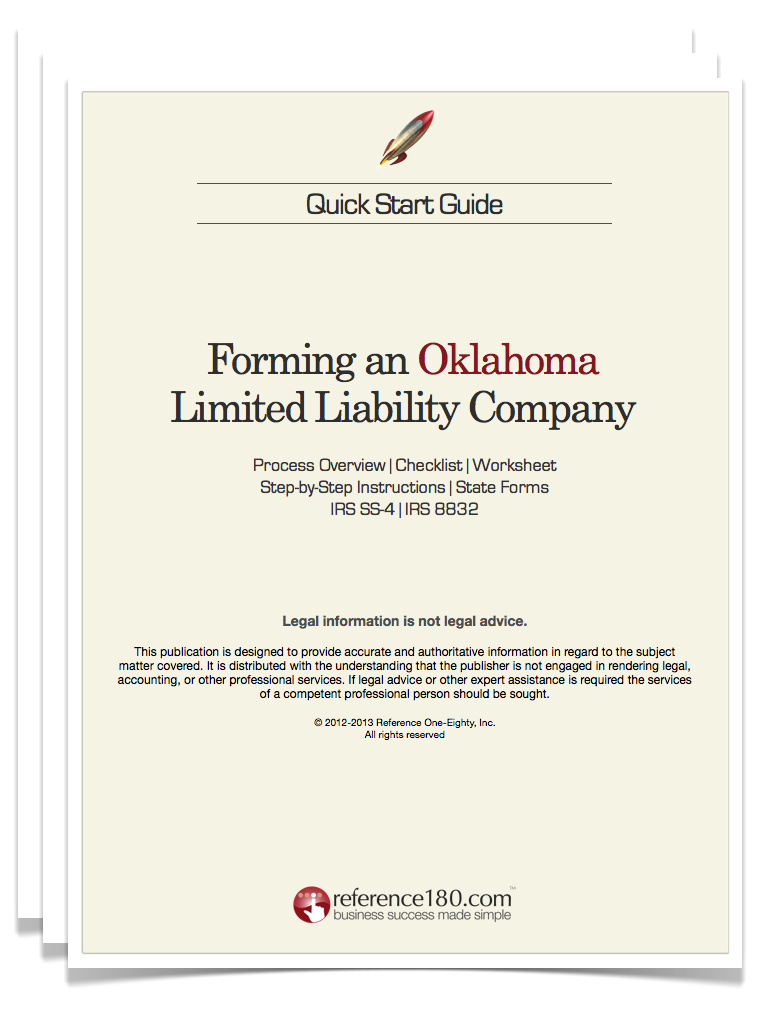 Quick Start Guide
Forming an Oklahoma
Limited Liability Company
Process Overview | Checklist | Worksheet
Step-by-Step Instructions | State Forms
IRS SS-4 | IRS 8832
Legal information is not legal advice.
This publication is designed to provide accurate and authoritative information in regard to the subject
matter covered. It is distributed with the understanding that the publisher is not engaged in rendering legal,
accounting, or other professional services. If legal advice or other expert assistance is required the services
of a competent professional person should be sought.
© 2012-2013 Reference One-Eighty, Inc.
All rights reserved
reference180.com™
business success made simple